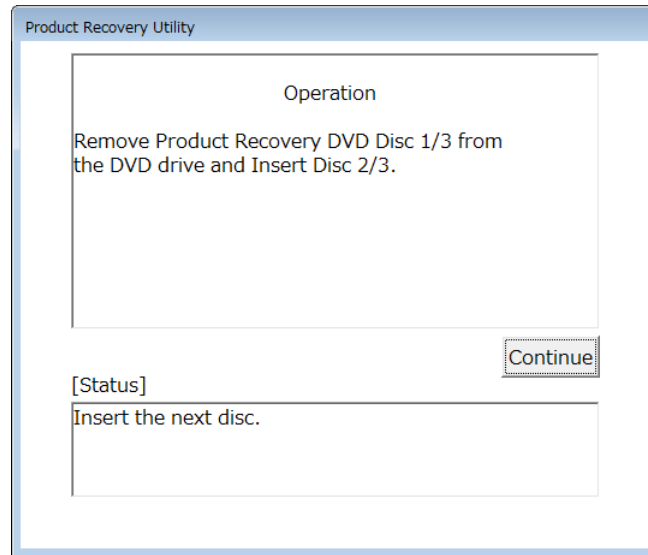 Product Recovery Utility
Operation
Remove Product Recovery DVD Disc 1/3 from
the DVD drive and Insert Disc 2/3.
Continue
[Status]
Insert the next disc.